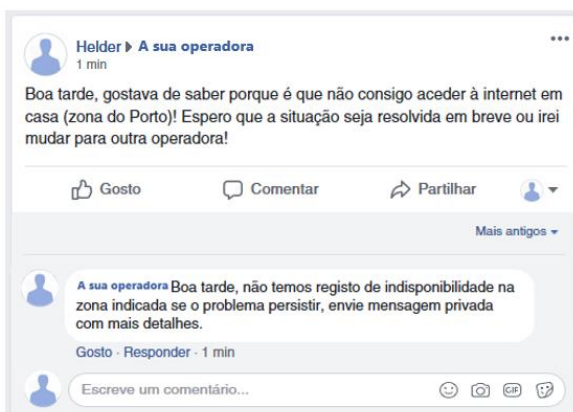 Helder ▸ A sua operadora
1 min
Boa tarde, gostava de saber porque é que não consigo aceder à internet em
casa (zona do Porto)! Espero que a situação seja resolvida em breve ou irei
mudar para outra operadora!
Gosto Comentar Partilhar
Mais antigos
A sua operadora Boa tarde, não temos registo de indisponibilidade na
zona indicada se o problema persistir, envie mensagem privada
com mais detalhes.
Gosto · Responder · 1 min
Escreve um comentário... GIF